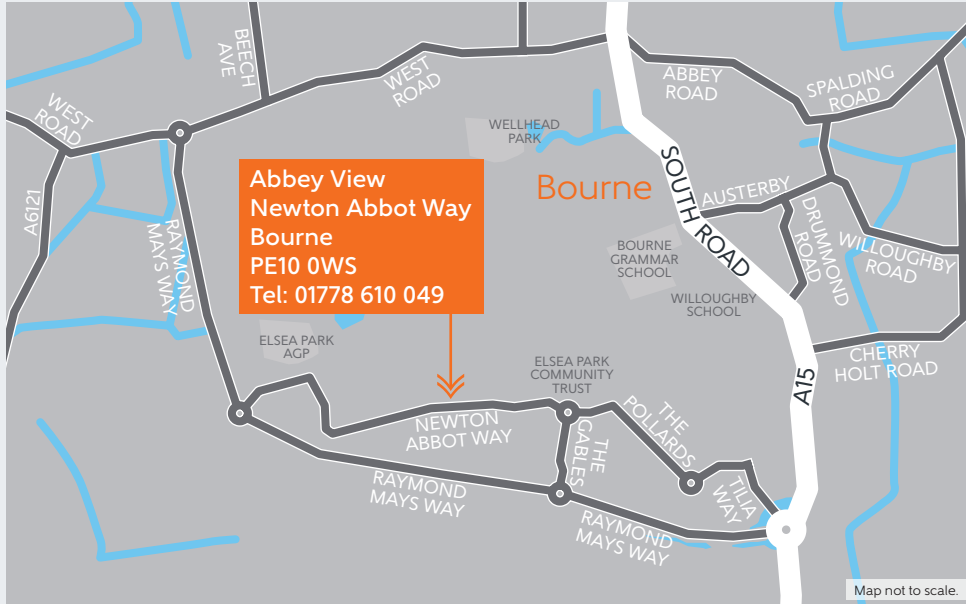 BEECH
AVE
WEST
ROAD
ABBEY
ROAD
SPALDING
ROAD
WEST
ROAD
WELLHEAD
PARK
Abbey View
Newton Abbot Way
Bourne
PE10 0WS
Tel: 01778 610 049
Bourne
SOUTH ROAD
AUSTERBY
DRUMMOND
ROAD
WILLOUGHBY
ROAD
A6121
RAYMOND
MAYS WAY
BOURNE
GRAMMAR
SCHOOL
WILLOUGHBY
SCHOOL
ELSEA PARK
AGP
ELSEA PARK
COMMUNITY
TRUST
CHERRY
HOLT ROAD
A15
NEWTON
ABBOT WAY
THE
GABLES
THE
POLLARDS
TILIA
WAY
RAYMOND
MAYS WAY
RAYMOND
MAYS WAY
Map not to scale.